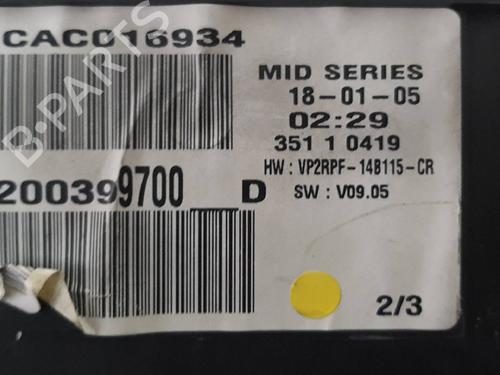 CAC016934
MID SERIES
18-01-05
02:29
351 1 0419
HW : VP2RPF-14B115-CR
200399700__D
SW : V09.05
2/3
B-PARTS